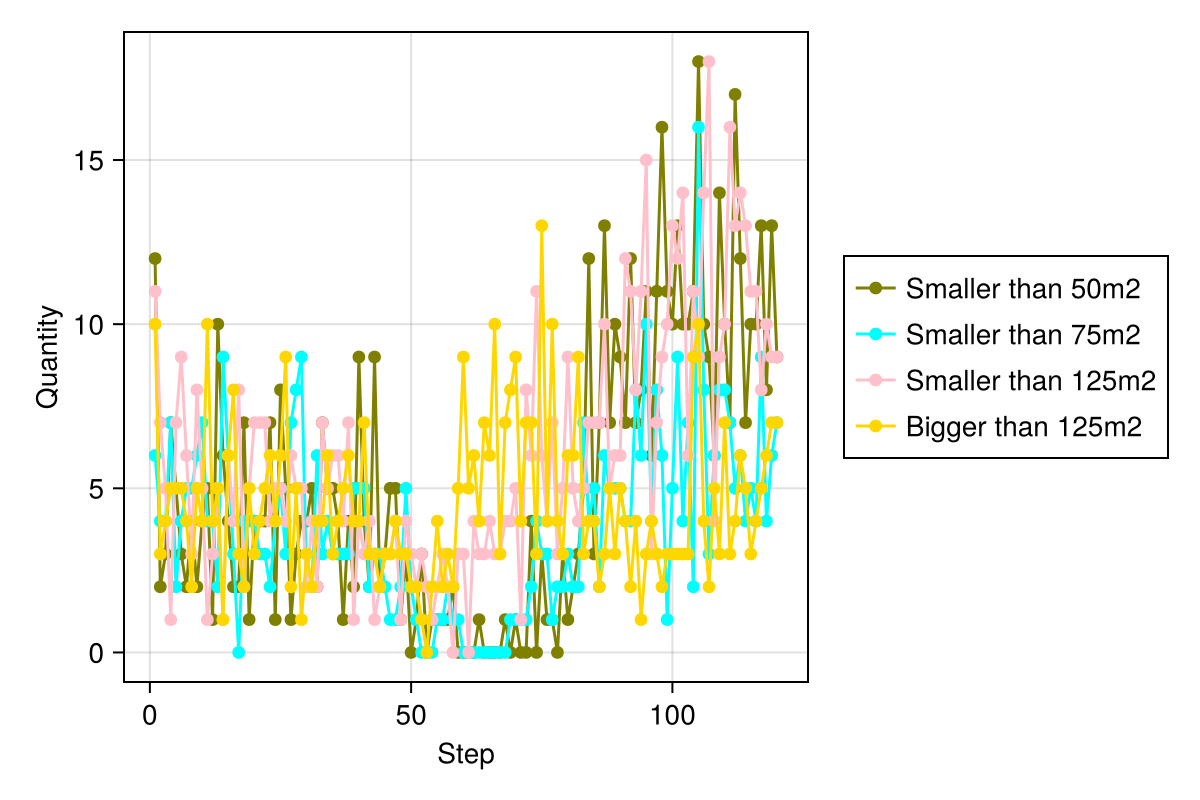 15
10
5
0
Quantity
0
50
100
Step
Smaller than 50m2
Smaller than 75m2
Smaller than 125m2
Bigger than 125m2